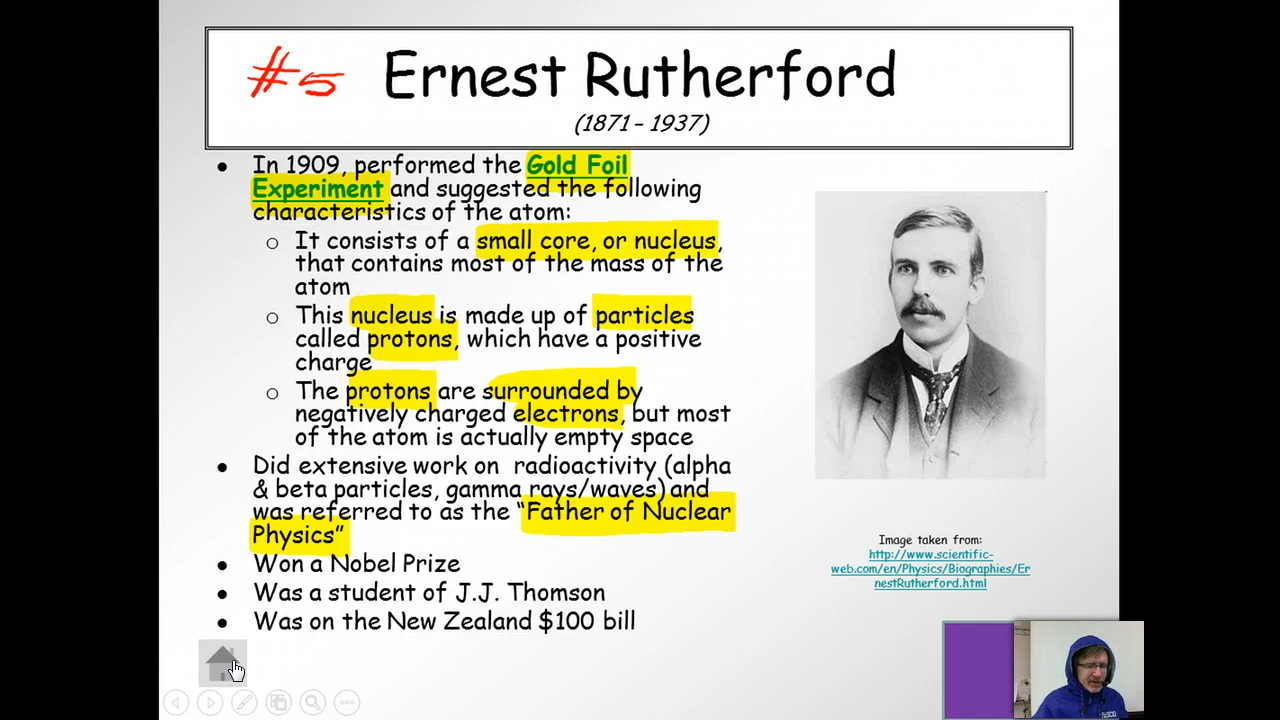 #5 Ernest Rutherford
(1871 – 1937)
• In 1909, performed the Gold Foil
Experiment and suggested the following
characteristics of the atom:
o It consists of a small core, or nucleus,
that contains most of the mass of the
atom
o This nucleus is made up of particles
called protons, which have a positive
charge
o The protons are surrounded by
negatively charged electrons, but most
of the atom is actually empty space
• Did extensive work on radioactivity (alpha
& beta particles, gamma rays/waves) and
was referred to as the “Father of Nuclear
Physics”
• Won a Nobel Prize
• Was a student of J.J. Thomson
• Was on the New Zealand $100 bill
Image taken from:
http://www.scientific-
web.com/en/Physics/Biographies/Er
nestRutherford.html